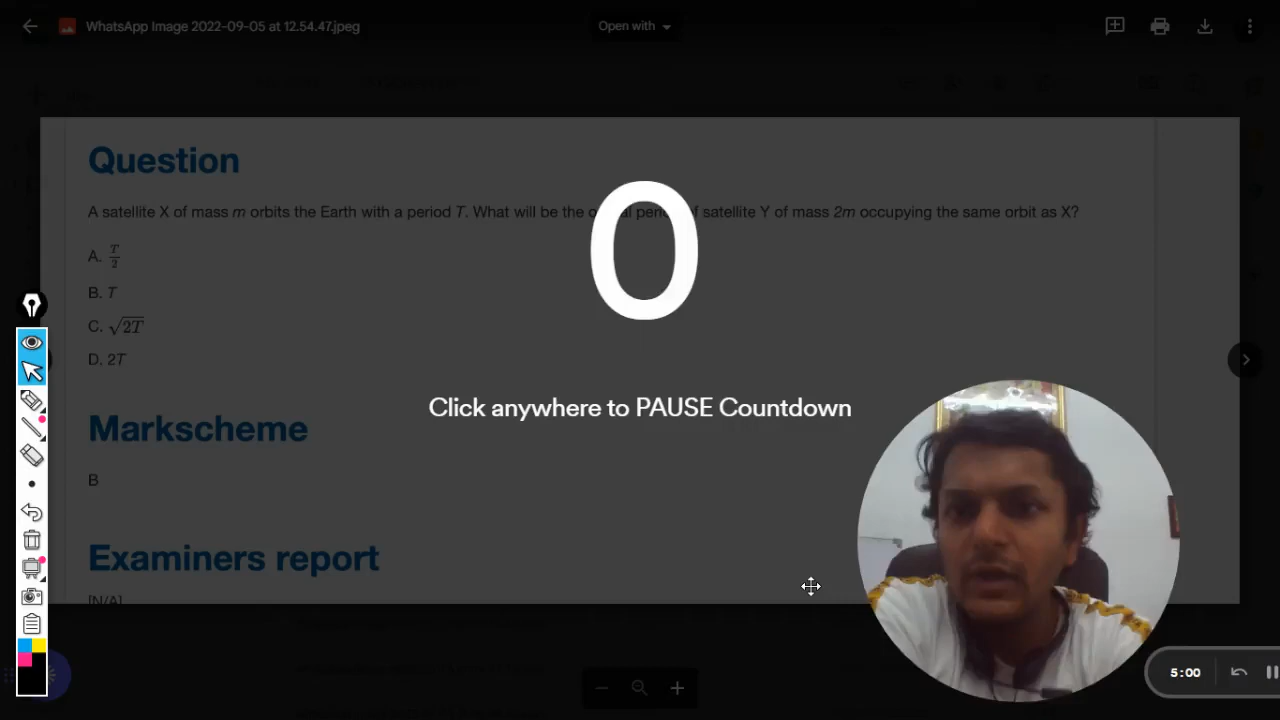 WhatsApp Image 2022-09-05 at 12.54.47.jpeg
Open with
Question
0
A satellite X of mass m orbits the Earth with a period T. What will be the period of satellite Y of mass 2m occupying the same orbit as X?
A. T/2
B. T
C. √2T
D. 2T
Click anywhere to PAUSE Countdown
Markscheme
B
Examiners report
[N/A]
5:00